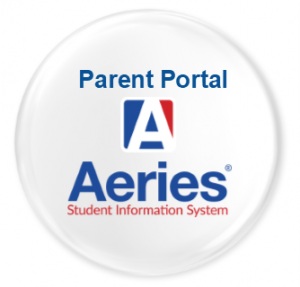 Parent Portal
A
Aeries®
Student Information System